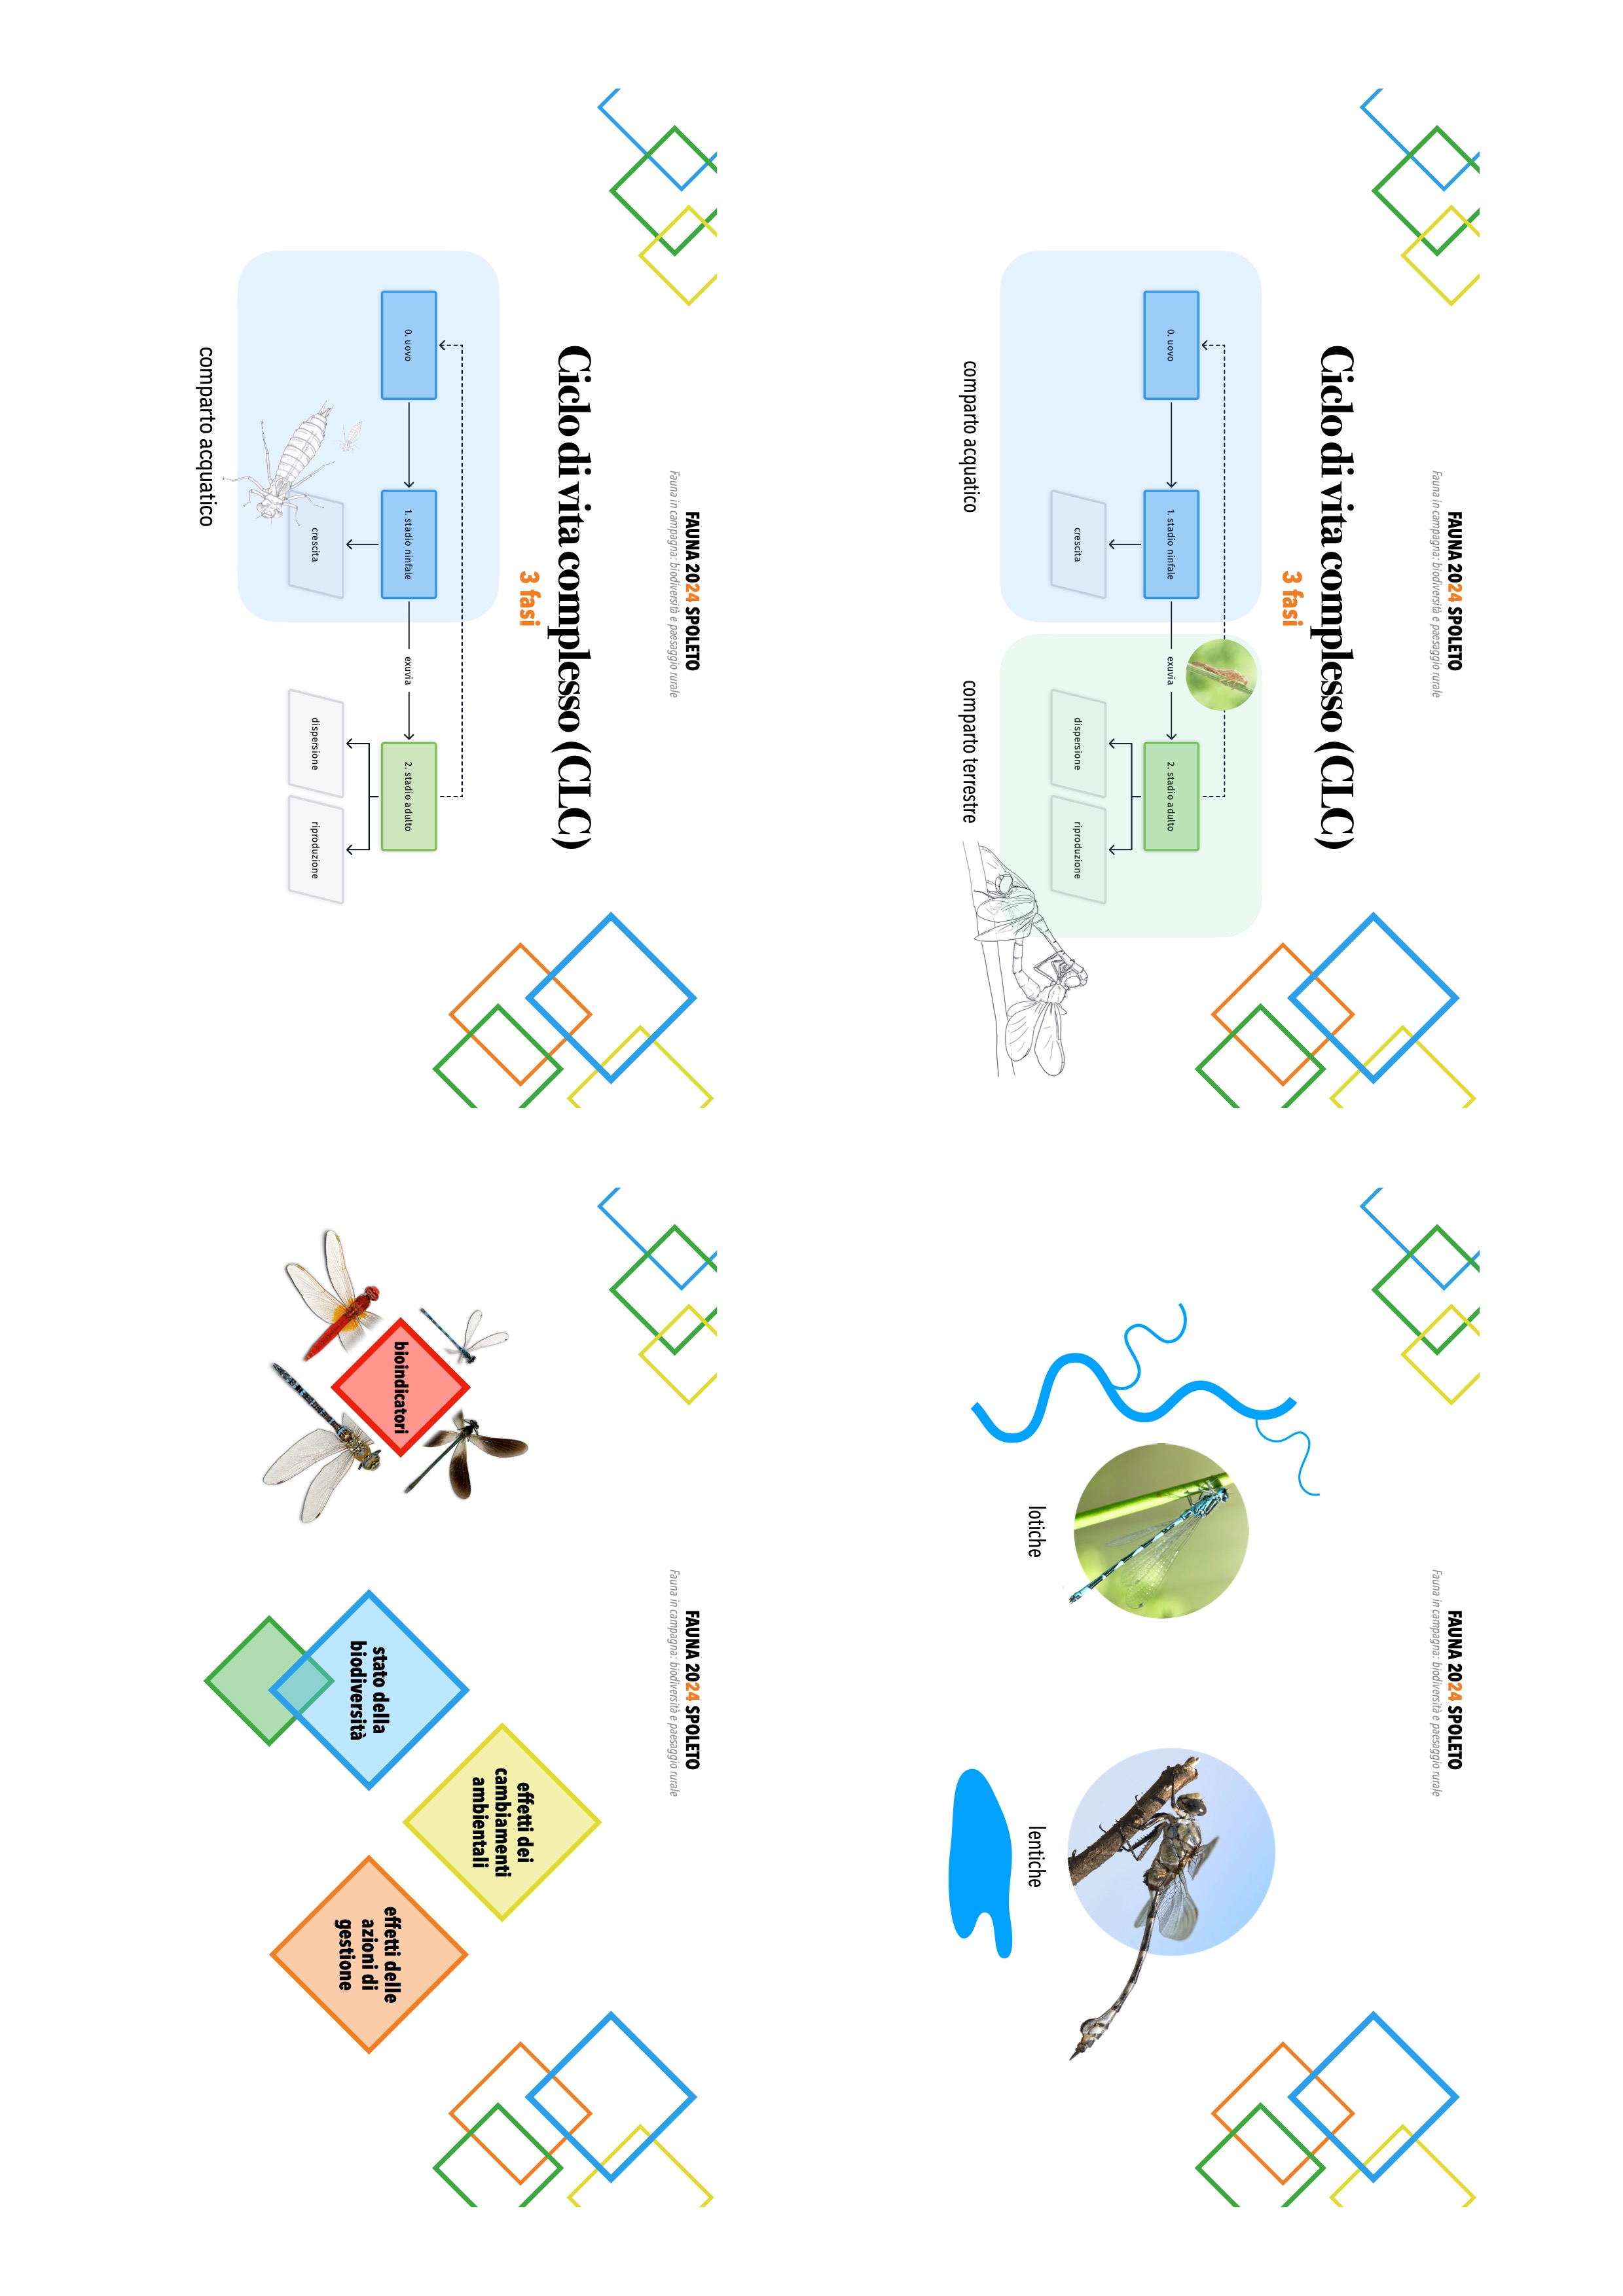 FAUNA 2024 SPOLETO
Fauna in campagna: biodiversità e paesaggio rurale
Ciclo di vita complesso (CLC)
3 fasi
0. uovo
1. stadio ninfale
exuvia
2. stadio adulto
crescita
dispersione
riproduzione
comparto acquatico
comparto terrestre
FAUNA 2024 SPOLETO
Fauna in campagna: biodiversità e paesaggio rurale
lotiche
lentiche
FAUNA 2024 SPOLETO
Fauna in campagna: biodiversità e paesaggio rurale
Ciclo di vita complesso (CLC)
3 fasi
0. uovo
1. stadio ninfale
exuvia
2. stadio adulto
crescita
dispersione
riproduzione
comparto acquatico
FAUNA 2024 SPOLETO
Fauna in campagna: biodiversità e paesaggio rurale
bioindicatori
effetti dei
cambiamenti
ambientali
stato della
biodiversità
effetti delle
azioni di
gestione